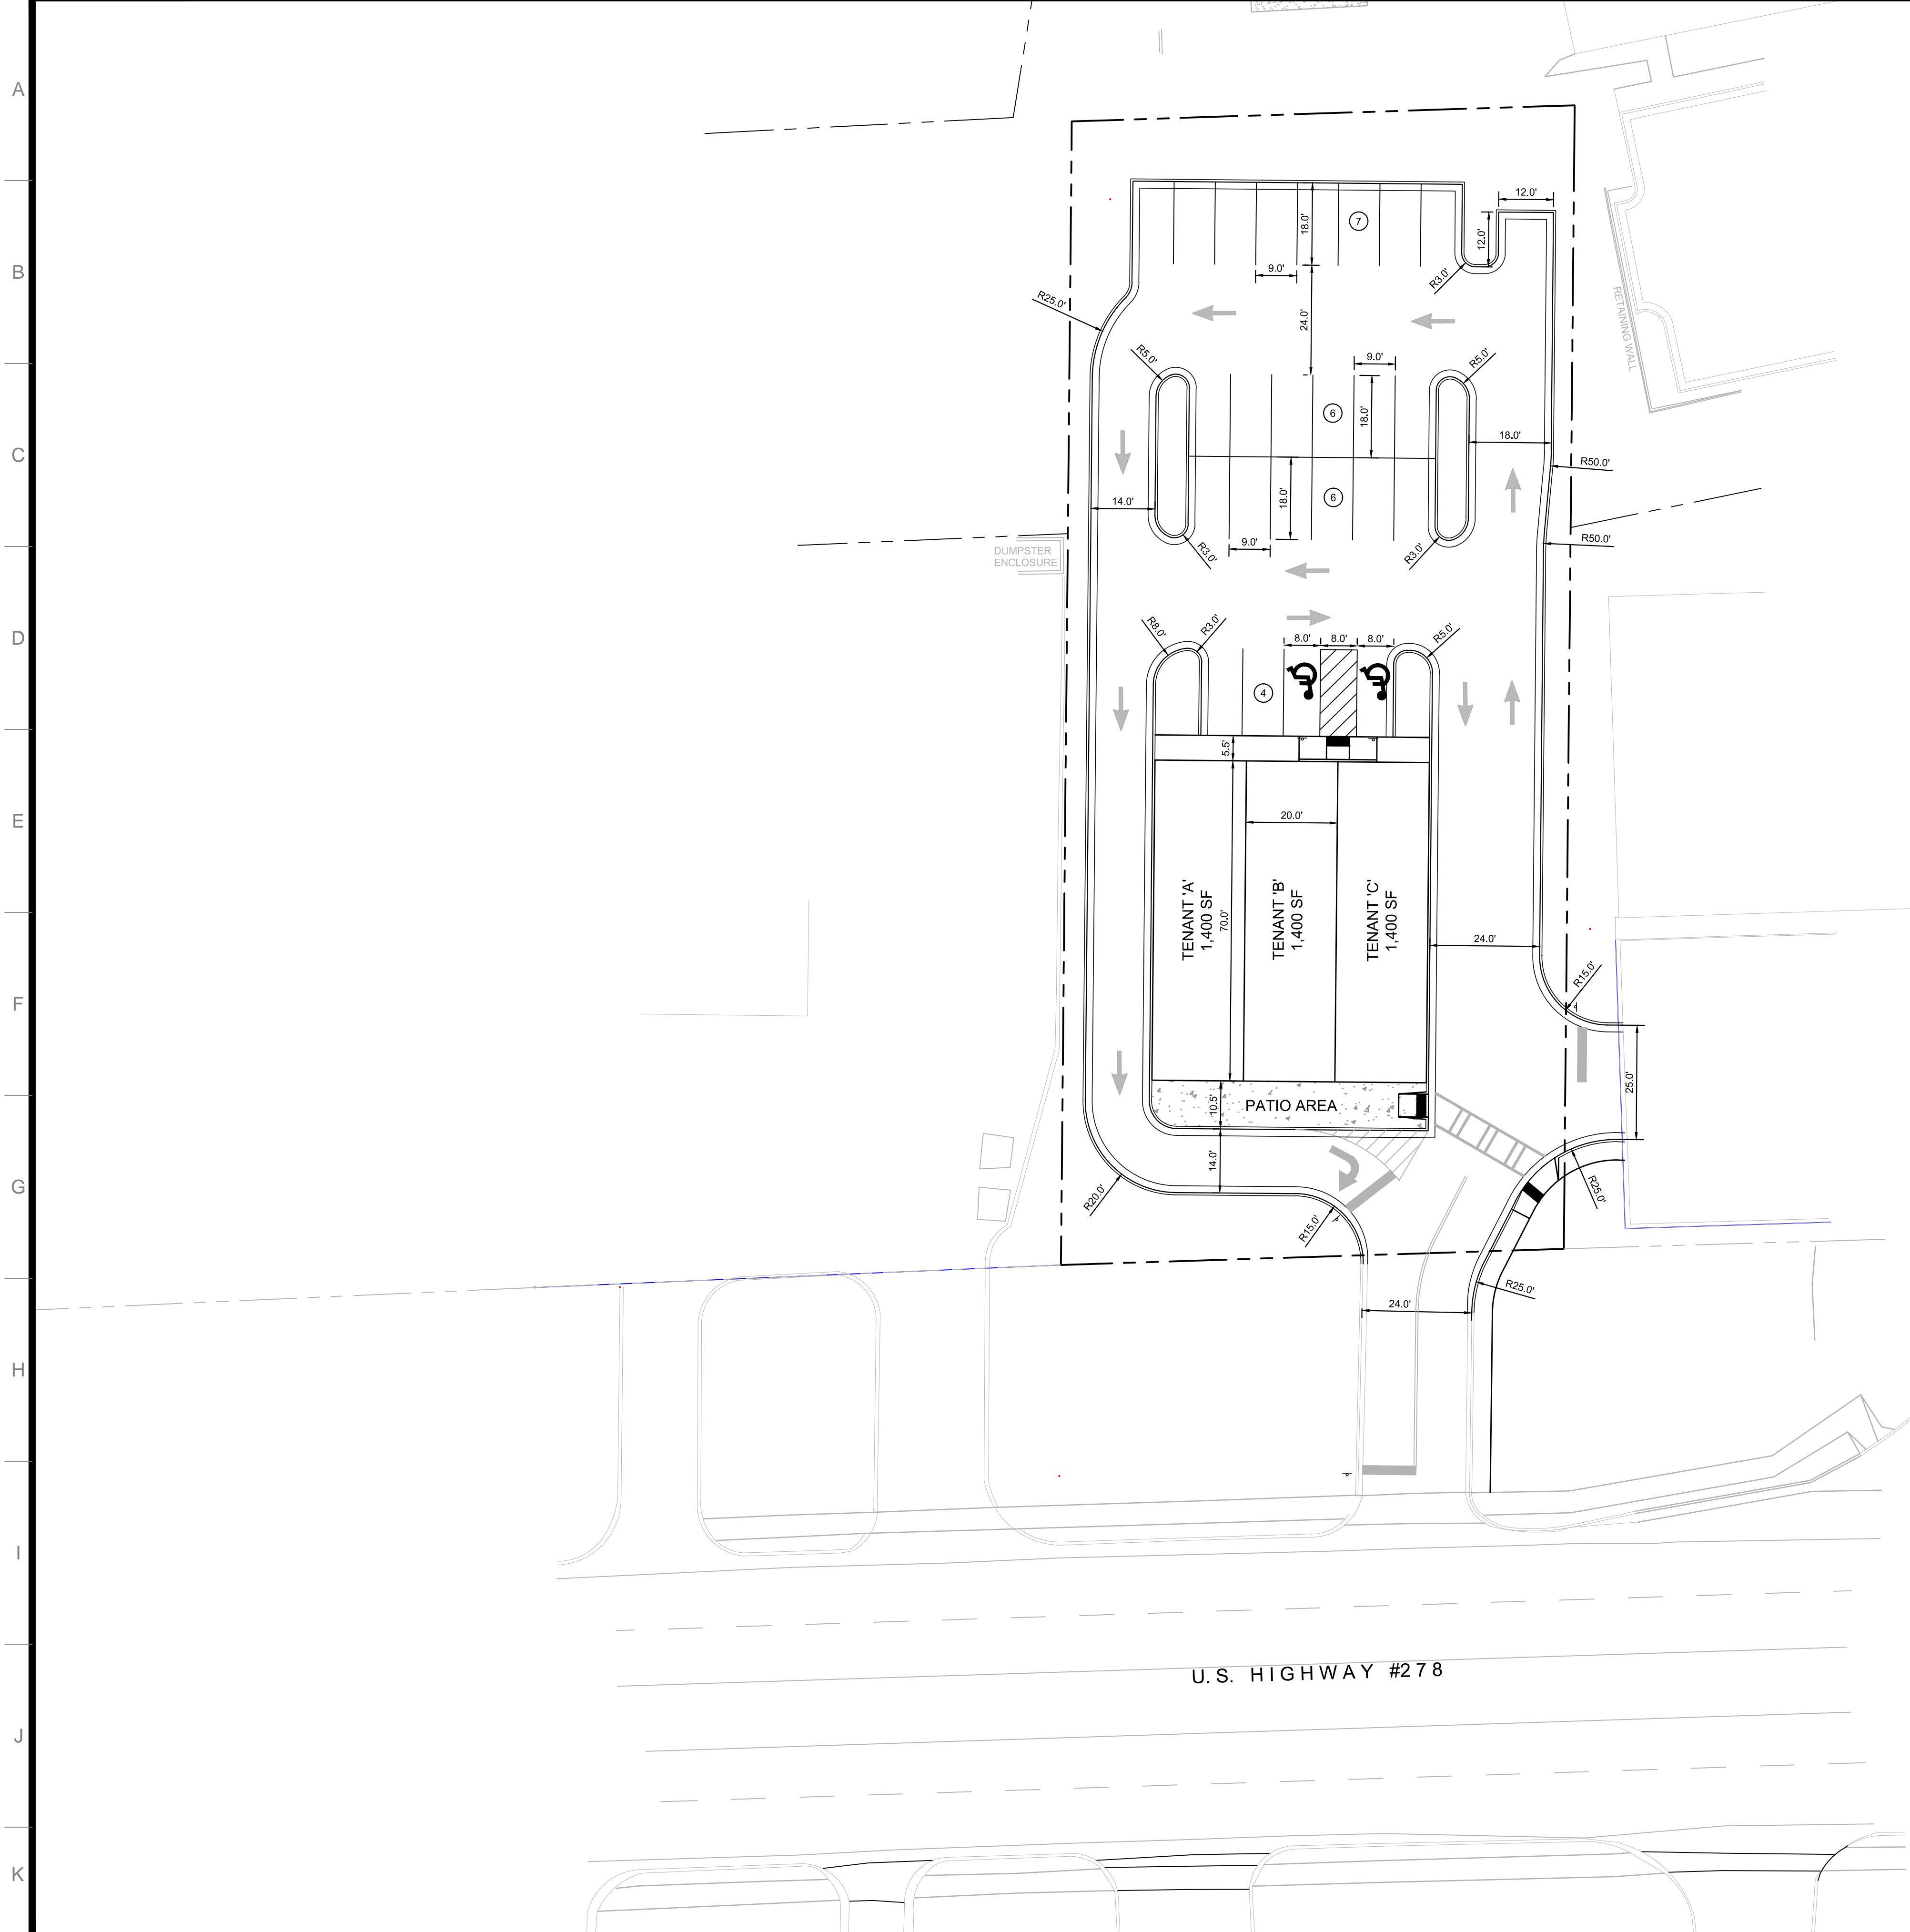 A
B
C
D
E
F
G
H
I
J
K
12.0'
18.0'
7
12.0'
R3.0'
9.0'
R25.0'
24.0'
RETAINING WALL
R5.0'
9.0'
R5.0'
6
18.0'
18.0'
R50.0'
18.0'
6
14.0'
9.0'
R3.0'
R3.0'
R50.0'
DUMPSTER
ENCLOSURE
R8.0'
R3.0'
8.0'
8.0'
8.0'
R5.0'
4
5.5'
20.0'
TENANT 'A'
1,400 SF
70.0'
TENANT 'B'
1,400 SF
TENANT 'C'
1,400 SF
24.0'
R15.0'
25.0'
10.5'
PATIO AREA
14.0'
R20.0'
R15.0'
R25.0'
R25.0'
24.0'
U.S. HIGHWAY #278